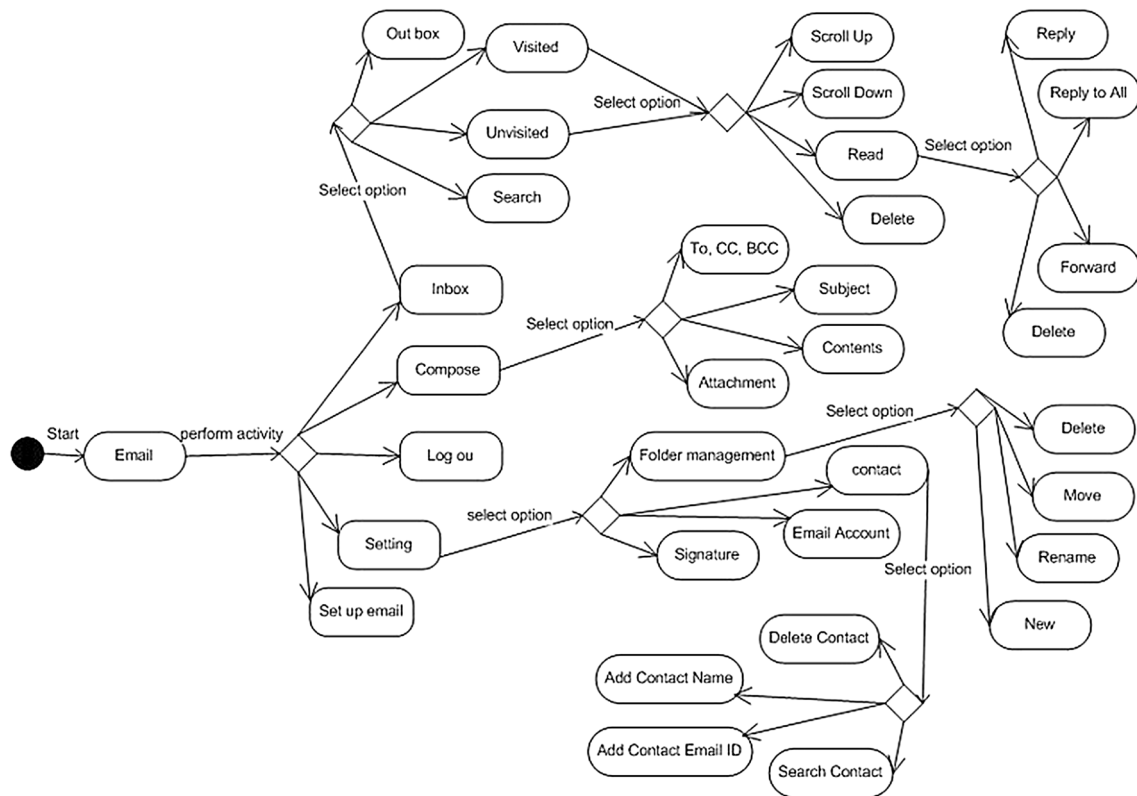 Out box
Visited
Scroll Up
Reply
Select option
Scroll Down
Reply to All
Unvisited
Read
Select option
Select option
Search
Delete
To, CC, BCC
Forward
Inbox
Subject
Select option
Delete
Contents
Compose
Attachment
Select option
Start
perform activity
Email
Log ou
Folder management
Delete
contact
Move
select option
Setting
Email Account
Signature
Rename
Select option
Set up email
New
Delete Contact
Add Contact Name
Add Contact Email ID
Search Contact